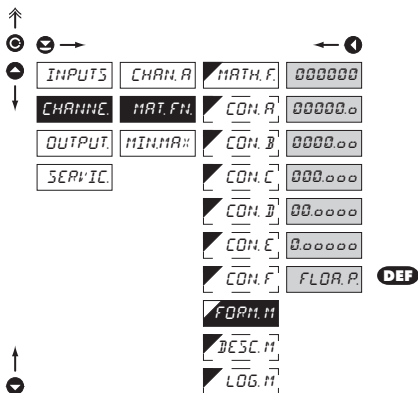 INPUTS CHAN. A MATH. F. 000000
CHANNE. MAT. FN. CON. A 00000.0
OUTPUT. MIN.MAX CON. B 0000.00
SERVIC. CON. C 000.000
CON. D 00.0000
CON. E 0.00000
CON. F FLOA. P. DEF
FORM. M
DESC. M
LOG. M